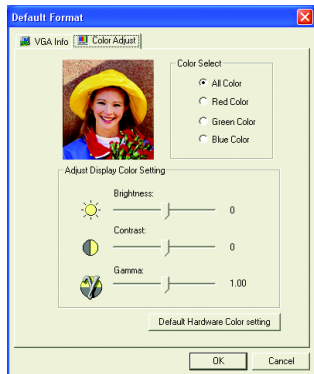 Default Format
VGA Info
Color Adjust
Color Select
All Color
Red Color
Green Color
Blue Color
Adjust Display Color Setting
Brightness:
0
Contrast:
0
Gamma:
1.00
Default Hardware Color setting
OK
Cancel